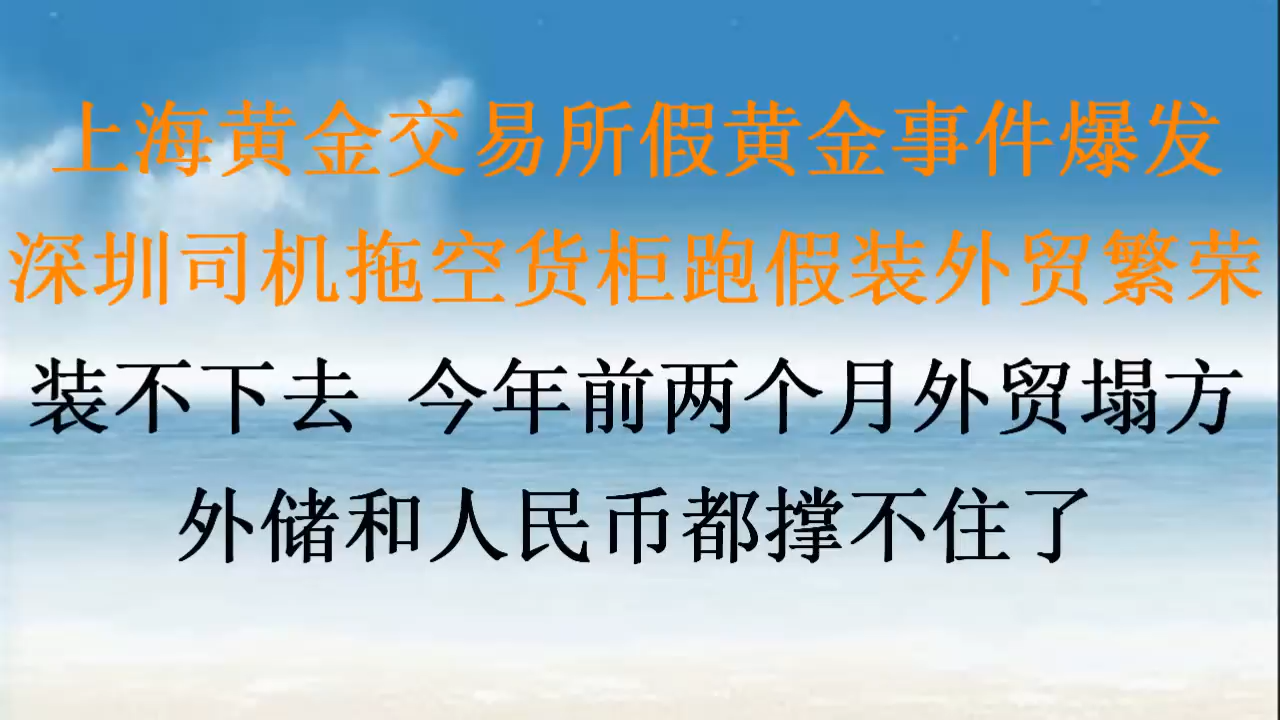 上海黄金交易所假黄金事件爆发
深圳司机拖空货柜跑假装外贸繁荣
装不下去 今年前两个月外贸塌方
外储和人民币都撑不住了